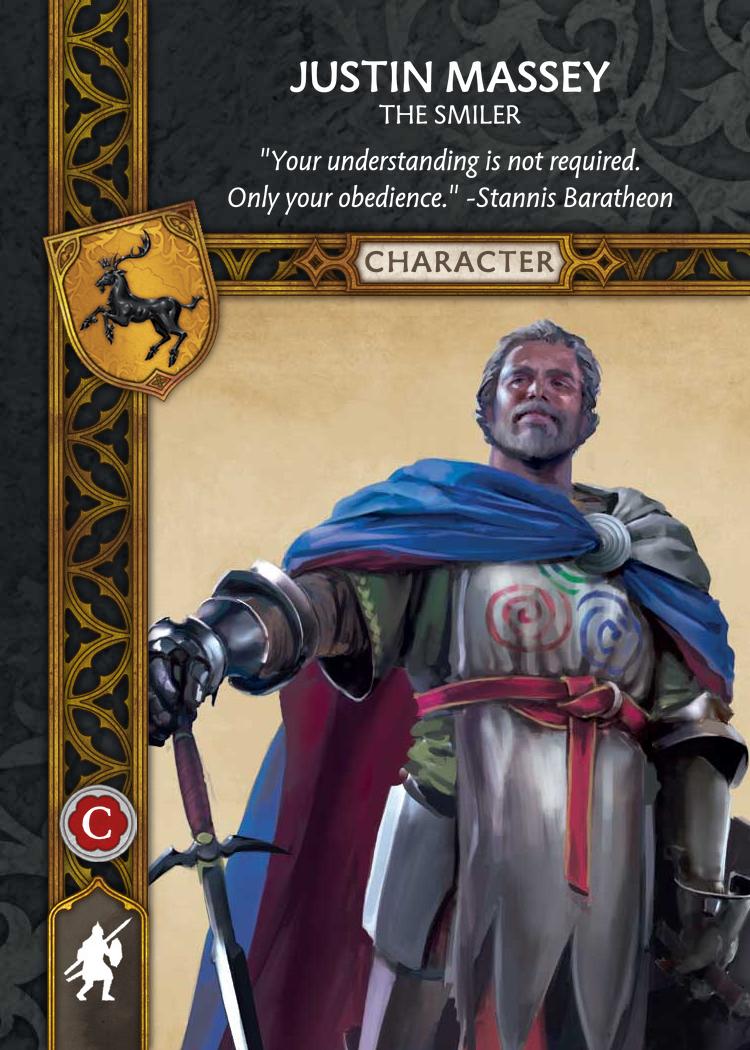 JUSTIN MASSEY
THE SMILER
"Your understanding is not required.
Only your obedience." -Stannis Baratheon
CHARACTER
C